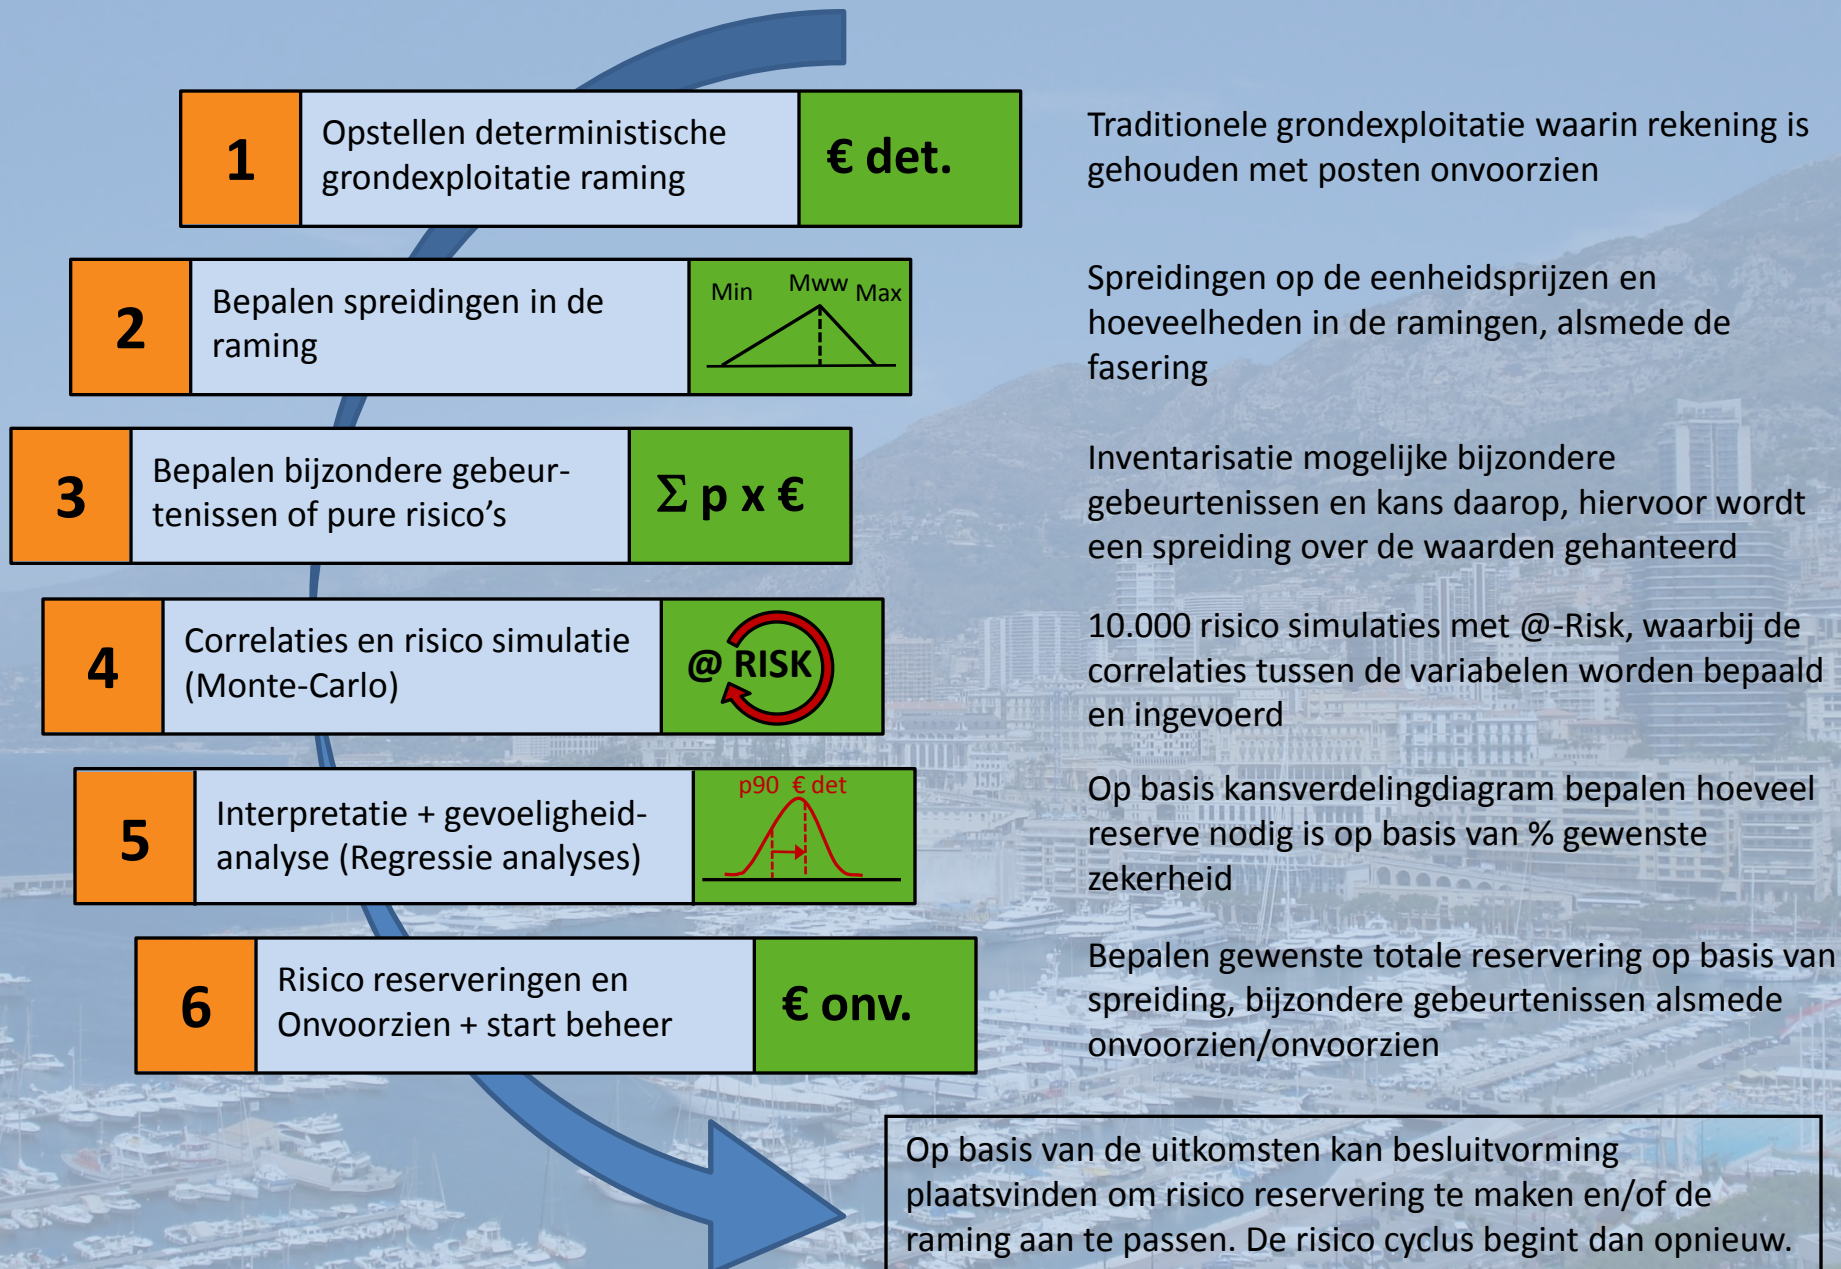 1
Opstellen deterministische
grondexploitatie raming
€ det.
Traditionele grondexploitatie waarin rekening is
gehouden met posten onvoorzien
2
Bepalen spreidingen in de
raming
Min Mww Max
Spreidingen op de eenheidsprijzen en
hoeveelheden in de ramingen, alsmede de
fasering
3
Bepalen bijzondere gebeur-
tenissen of pure risico’s
Σ p x €
Inventarisatie mogelijke bijzondere
gebeurtenissen en kans daarop, hiervoor wordt
een spreiding over de waarden gehanteerd
4
Correlaties en risico simulatie
(Monte-Carlo)
@ RISK
10.000 risico simulaties met @-Risk, waarbij de
correlaties tussen de variabelen worden bepaald
en ingevoerd
5
Interpretatie + gevoeligheid-
analyse (Regressie analyses)
p90 € det
Op basis kansverdelingdiagram bepalen hoeveel
reserve nodig is op basis van % gewenste
zekerheid
6
Risico reserveringen en
Onvoorzien + start beheer
€ onv.
Bepalen gewenste totale reservering op basis van
spreiding, bijzondere gebeurtenissen alsmede
onvoorzien/onvoorzien
Op basis van de uitkomsten kan besluitvorming
plaatsvinden om risico reservering te maken en/of de
raming aan te passen. De risico cyclus begint dan opnieuw.